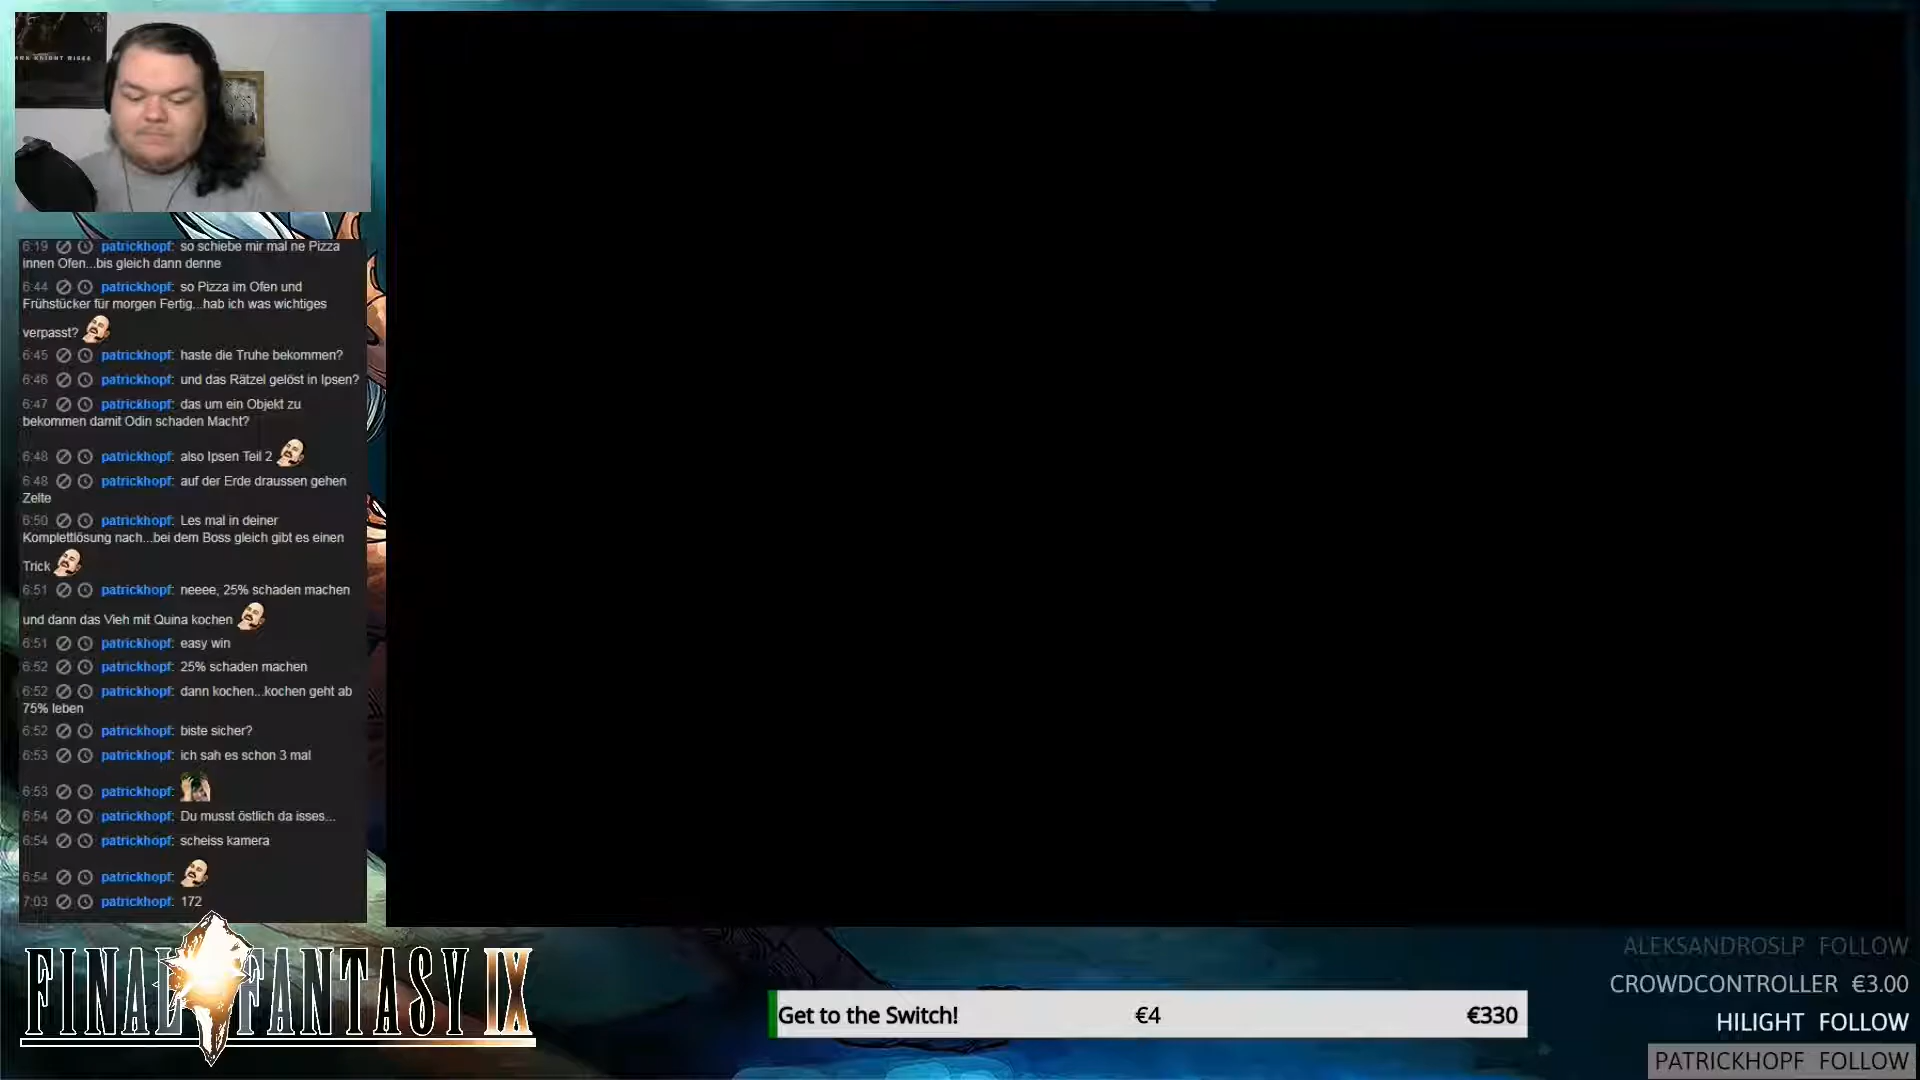 ARK KNIGHT RISES
6:19 patrickhopf: so schiebe mir mal ne Pizza
innen Ofen...bis gleich dann denne
6:44 patrickhopf: so Pizza im Ofen und
Frühstücker für morgen Fertig...hab ich was wichtiges
verpasst?
6:45 patrickhopf: haste die Truhe bekommen?
6:46 patrickhopf: und das Rätzel gelöst in Ipsen?
6:47 patrickhopf: das um ein Objekt zu
bekommen damit Odin schaden Macht?
6:48 patrickhopf: also Ipsen Teil 2
6:48 patrickhopf: auf der Erde draussen gehen
Zelte
6:50 patrickhopf: Les mal in deiner
Komplettlösung nach...bei dem Boss gleich gibt es einen
Trick
6:51 patrickhopf: neeee, 25% schaden machen
und dann das Vieh mit Quina kochen
6:51 patrickhopf: easy win
6:52 patrickhopf: 25% schaden machen
6:52 patrickhopf: dann kochen...kochen geht ab
75% leben
6:52 patrickhopf: biste sicher?
6:53 patrickhopf: ich sah es schon 3 mal
6:53 patrickhopf:
6:54 patrickhopf: Du musst östlich da isses...
6:54 patrickhopf: scheiss kamera
6:54 patrickhopf:
7:03 patrickhopf: 172
FINAL FANTASY IX
Get to the Switch! €4 €330
ALEKSANDROSLP FOLLOW
CROWDCONTROLLER €3.00
HILIGHT FOLLOW
PATRICKHOPF FOLLOW